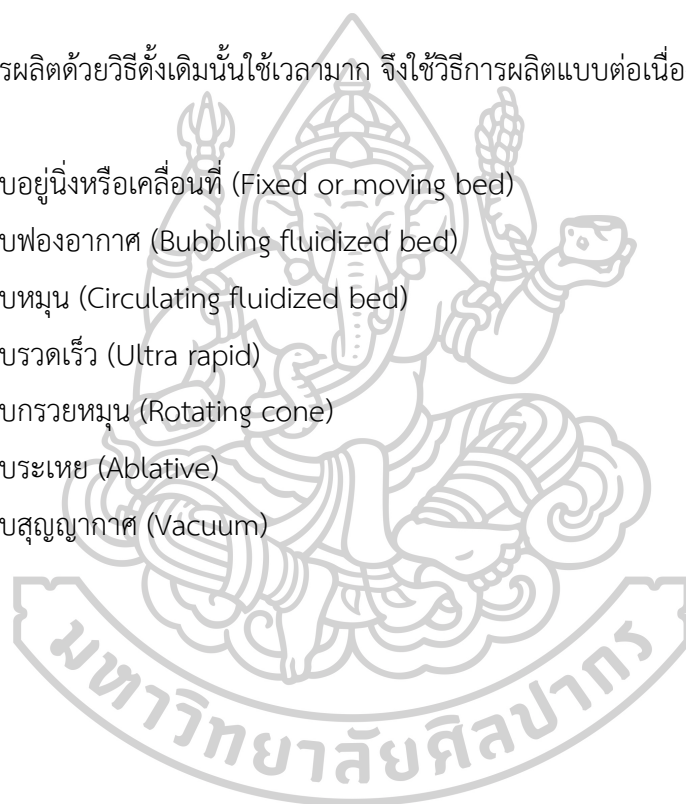 รผลิตด้วยวิธีดั้งเดิมนั้นใช้เวลามาก จึงใช้วิธีการผลิตแบบต่อเนื่อ
บอยู่นิ่งหรือเคลื่อนที่ (Fixed or moving bed)
บฟองอากาศ (Bubbling fluidized bed)
บหมุน (Circulating fluidized bed)
บรวดเร็ว (Ultra rapid)
บกรวยหมุน (Rotating cone)
บระเหย (Ablative)
บสุญญากาศ (Vacuum)
มหาวิทยาลัยศิลปากร